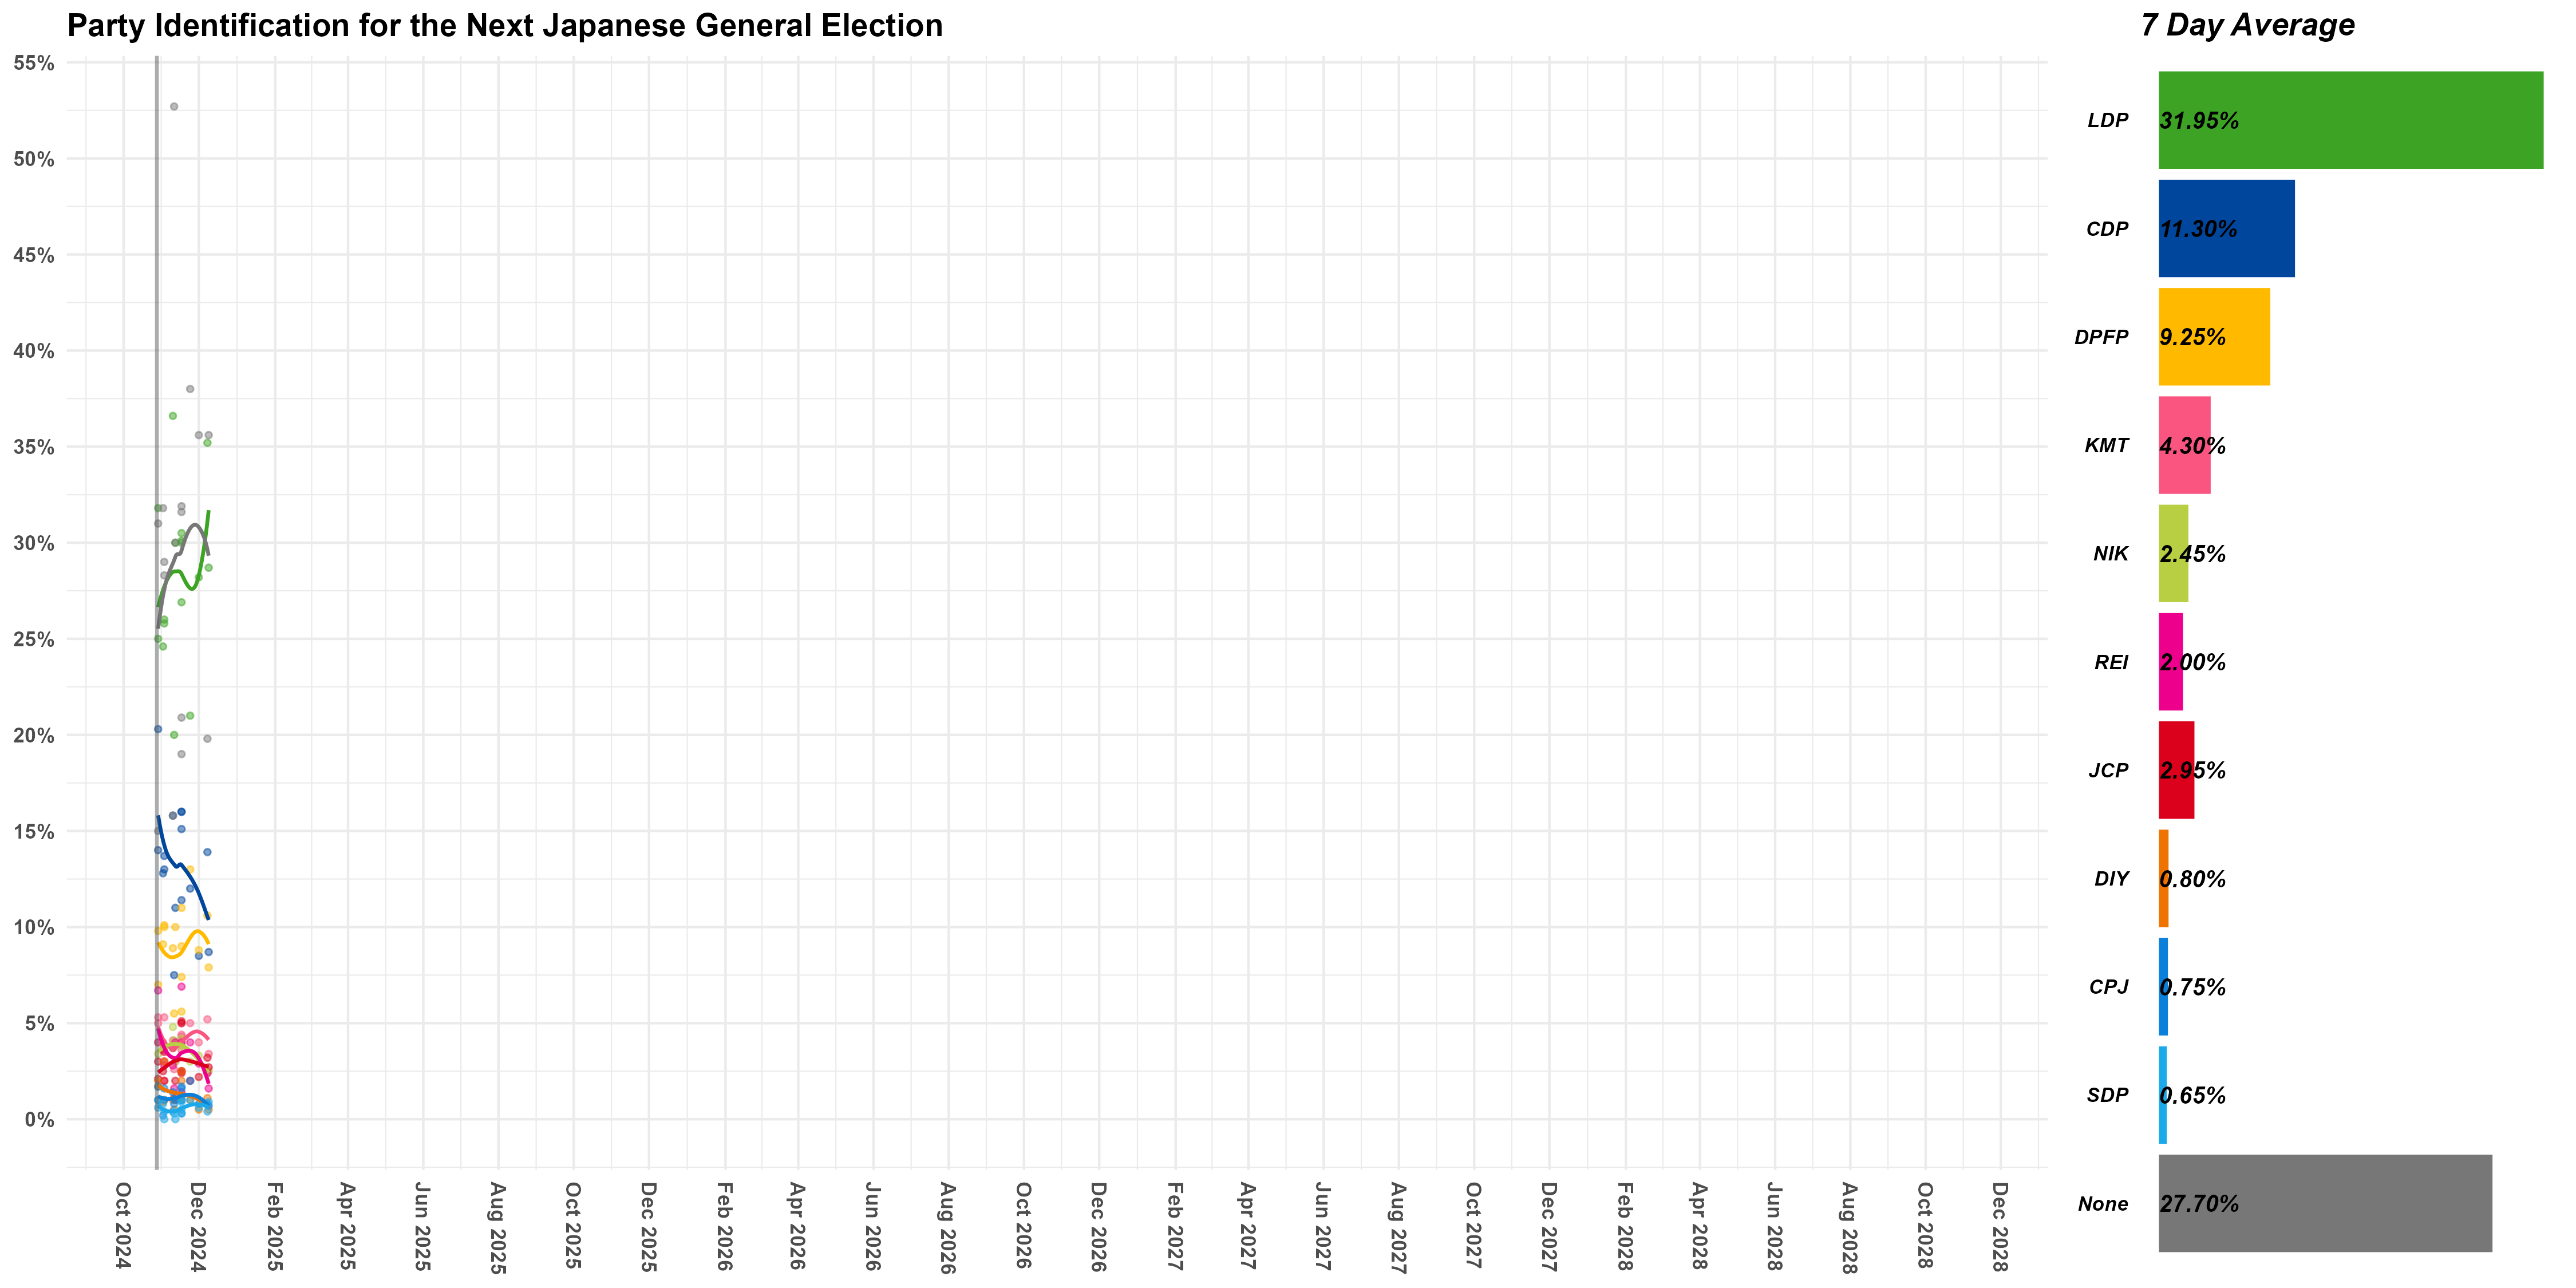 Party Identification for the Next Japanese General Election
7 Day Average
55%
50%
45%
40%
35%
30%
25%
20%
15%
10%
5%
0%
Oct 2024
Dec 2024
Feb 2025
Apr 2025
Jun 2025
Aug 2025
Oct 2025
Dec 2025
Feb 2026
Apr 2026
Jun 2026
Aug 2026
Oct 2026
Dec 2026
Feb 2027
Apr 2027
Jun 2027
Aug 2027
Oct 2027
Dec 2027
Feb 2028
Apr 2028
Jun 2028
Aug 2028
Oct 2028
Dec 2028
LDP 31.95%
CDP 11.30%
DPFP 9.25%
KMT 4.30%
NIK 2.45%
REI 2.00%
JCP 2.95%
DIY 0.80%
CPJ 0.75%
SDP 0.65%
None 27.70%